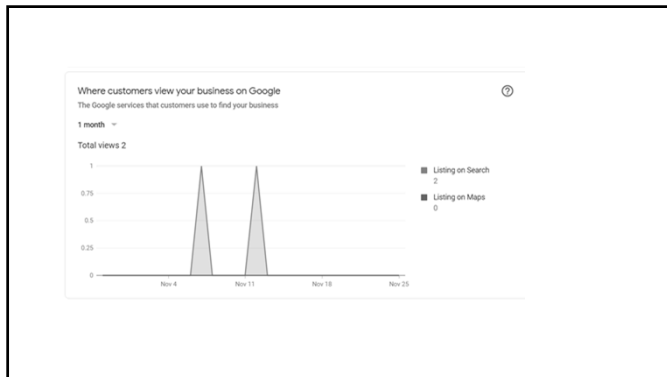 Where customers view your business on Google
The Google services that customers use to find your business
1 month
Total views 2
1
0.75
0.5
0.25
0
Nov 4
Nov 11
Nov 18
Nov 25
Listing on Search
2
Listing on Maps
0